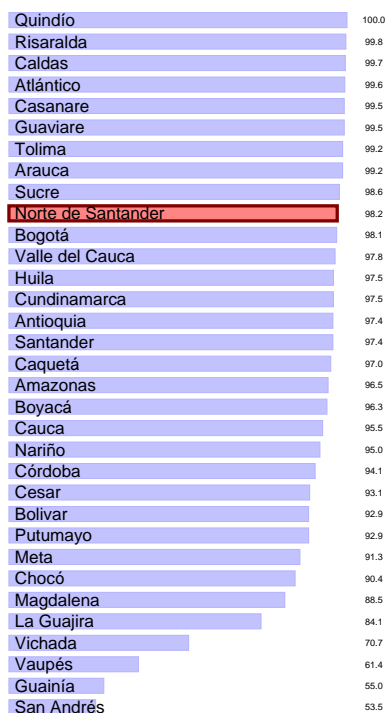 Quindío 100.0
Risaralda 99.8
Caldas 99.7
Atlántico 99.6
Casanare 99.5
Guaviare 99.5
Tolima 99.2
Arauca 99.2
Sucre 98.6
Norte de Santander 98.2
Bogotá 98.1
Valle del Cauca 97.8
Huila 97.5
Cundinamarca 97.5
Antioquia 97.4
Santander 97.4
Caquetá 97.0
Amazonas 96.5
Boyacá 96.3
Cauca 95.5
Nariño 95.0
Córdoba 94.1
Cesar 93.1
Bolivar 92.9
Putumayo 92.9
Meta 91.3
Chocó 90.4
Magdalena 88.5
La Guajira 84.1
Vichada 70.7
Vaupés 61.4
Guainía 55.0
San Andrés 53.5